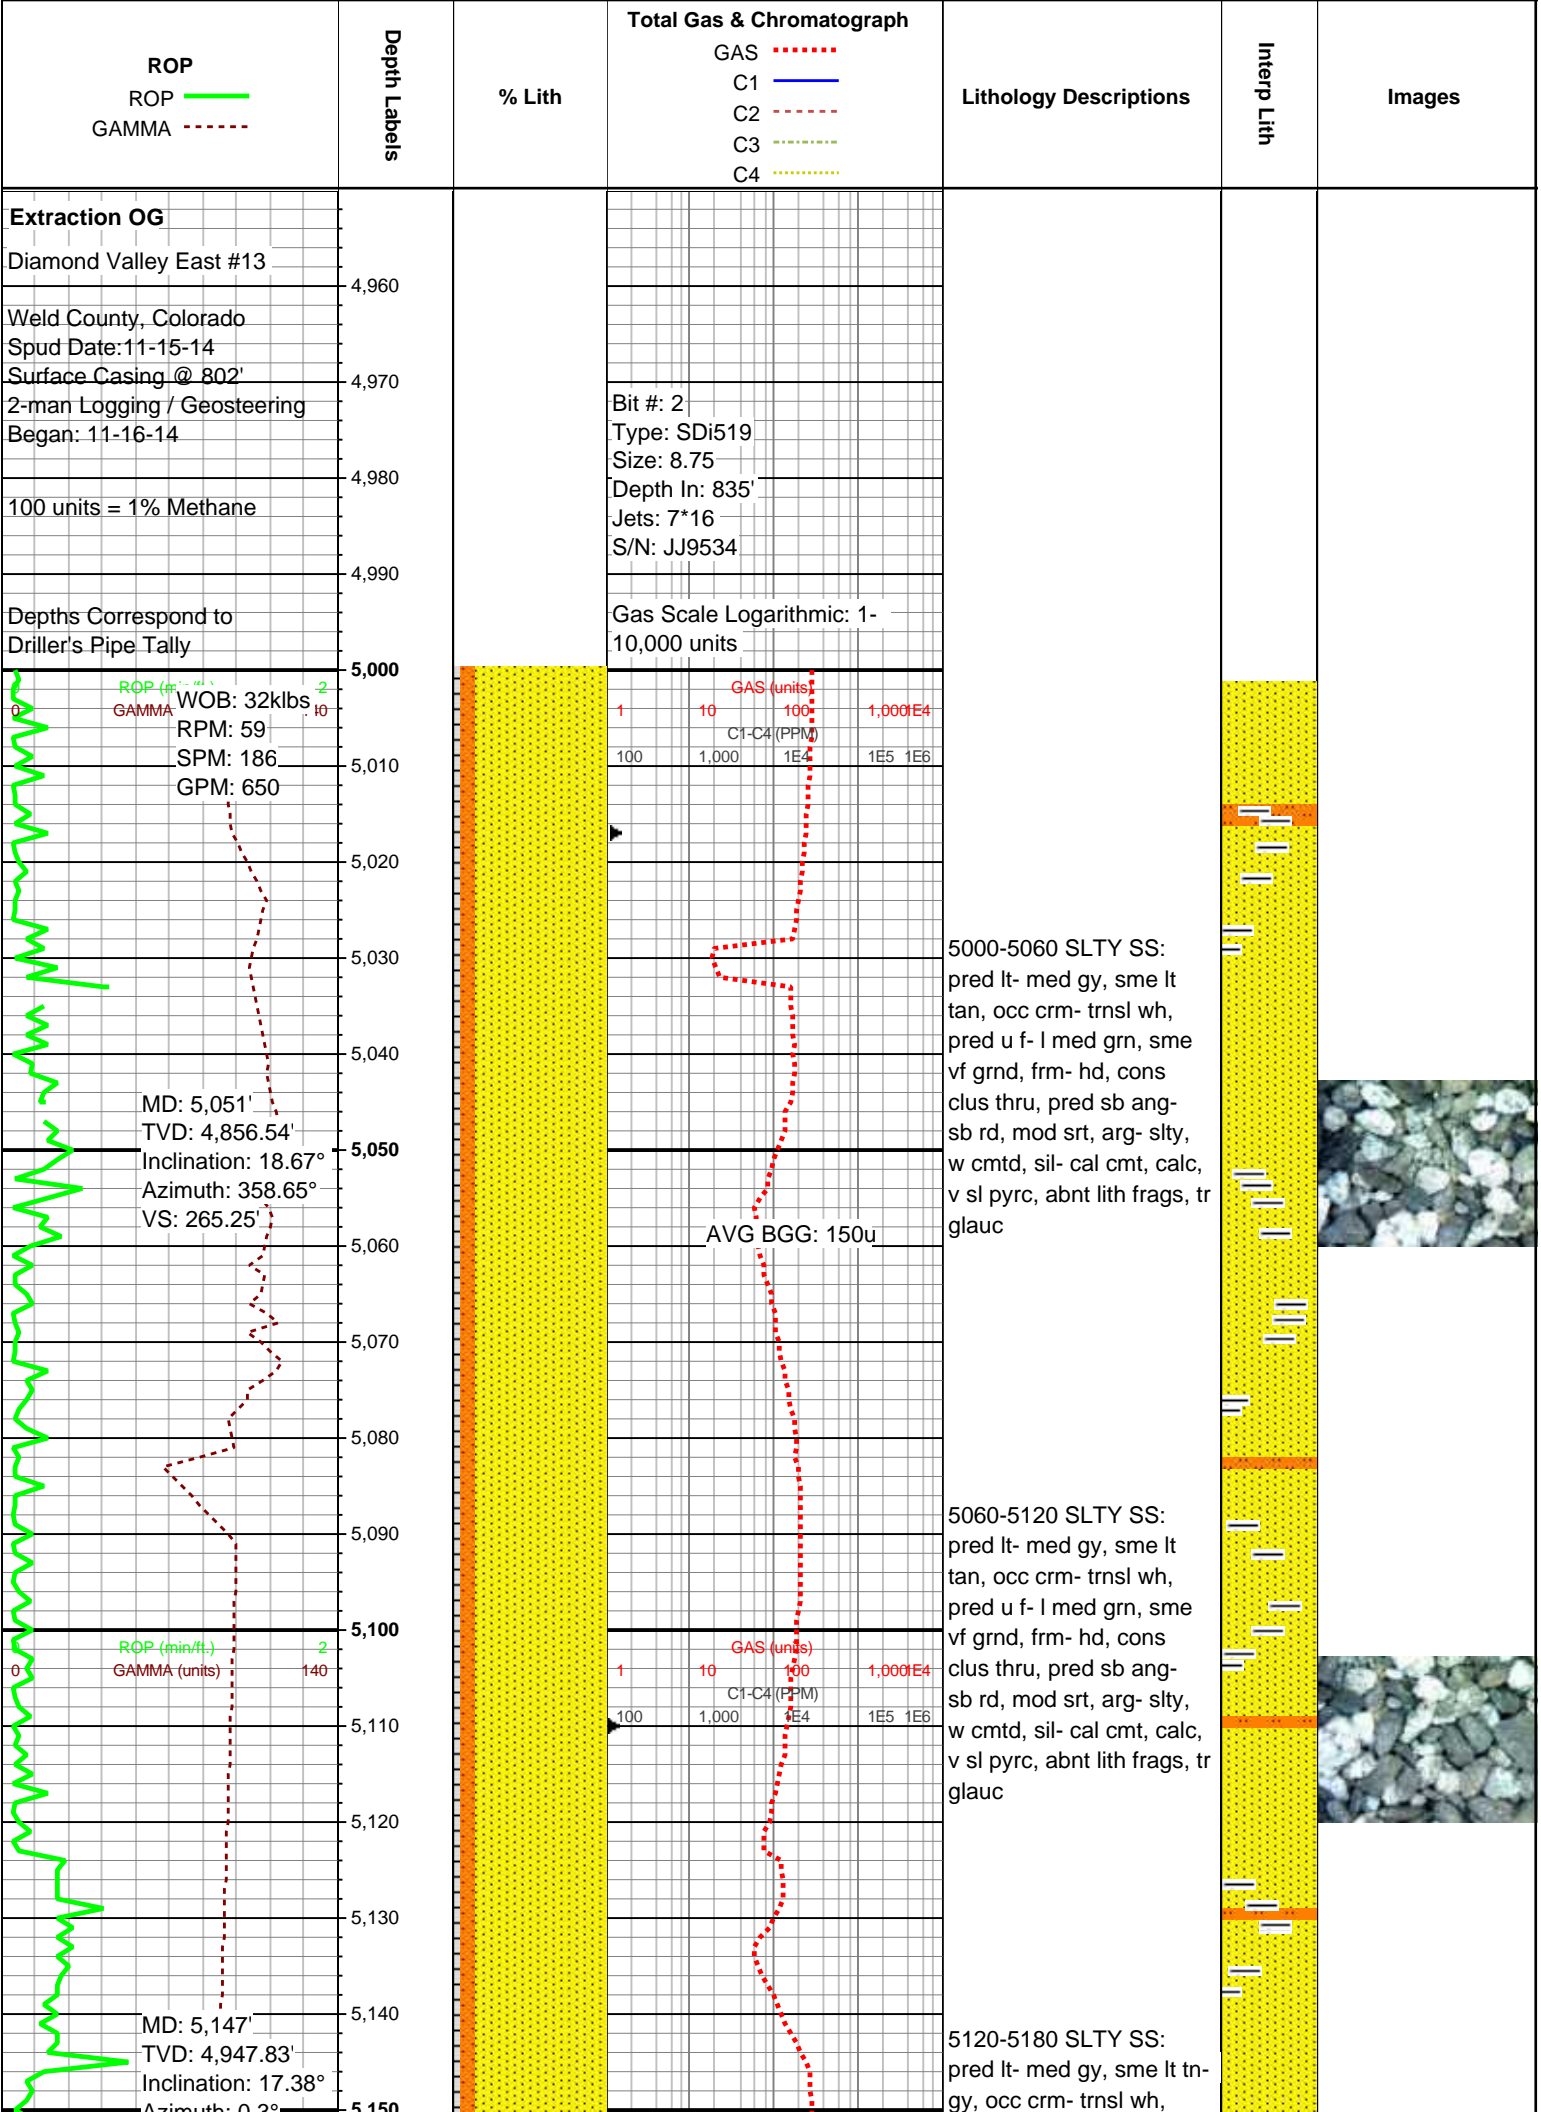 ROP
ROP
GAMMA
Depth Labels
% Lith
Total Gas & Chromatograph
GAS
C1
C2
C3
C4
Lithology Descriptions
Interp Lith
Images
Extraction OG
Diamond Valley East #13
Weld County, Colorado
Spud Date:11-15-14
Surface Casing @ 802'
2-man Logging / Geosteering
Began: 11-16-14
100 units = 1% Methane
Depths Correspond to
Driller's Pipe Tally
4,960
4,970
4,980
4,990
5,000
5,010
5,020
5,030
5,040
5,050
5,060
5,070
5,080
5,090
5,100
5,110
5,120
5,130
5,140
5,150
Bit #: 2
Type: SDi519
Size: 8.75
Depth In: 835'
Jets: 7*16
S/N: JJ9534
Gas Scale Logarithmic: 1-
10,000 units
ROP 2
0 GAMMA 40
WOB: 32klbs
RPM: 59
SPM: 186
GPM: 650
GAS (units)
1 10 100 1,000 1E4
C1-C4 (PPM)
100 1,000 1E4 1E5 1E6
MD: 5,051'
TVD: 4,856.54'
Inclination: 18.67°
Azimuth: 358.65°
VS: 265.25'
AVG BGG: 150u
5000-5060 SLTY SS:
pred lt- med gy, sme lt
tan, occ crm- trnsl wh,
pred u f- l med grn, sme
vf grnd, frm- hd, cons
clus thru, pred sb ang-
sb rd, mod srt, arg- slty,
w cmtd, sil- cal cmt, calc,
v sl pyrc, abnt lith frags, tr
glauc
5060-5120 SLTY SS:
pred lt- med gy, sme lt
tan, occ crm- trnsl wh,
pred u f- l med grn, sme
vf grnd, frm- hd, cons
clus thru, pred sb ang-
sb rd, mod srt, arg- slty,
w cmtd, sil- cal cmt, calc,
v sl pyrc, abnt lith frags, tr
glauc
0 ROP (min/ft.) 2
0 GAMMA (units) 140
GAS (units)
1 10 100 1,000 1E4
C1-C4 (PPM)
100 1,000 1E4 1E5 1E6
MD: 5,147'
TVD: 4,947.83'
Inclination: 17.38°
Azimuth: 0.3°
5120-5180 SLTY SS:
pred lt- med gy, sme lt tn-
gy, occ crm- trnsl wh,